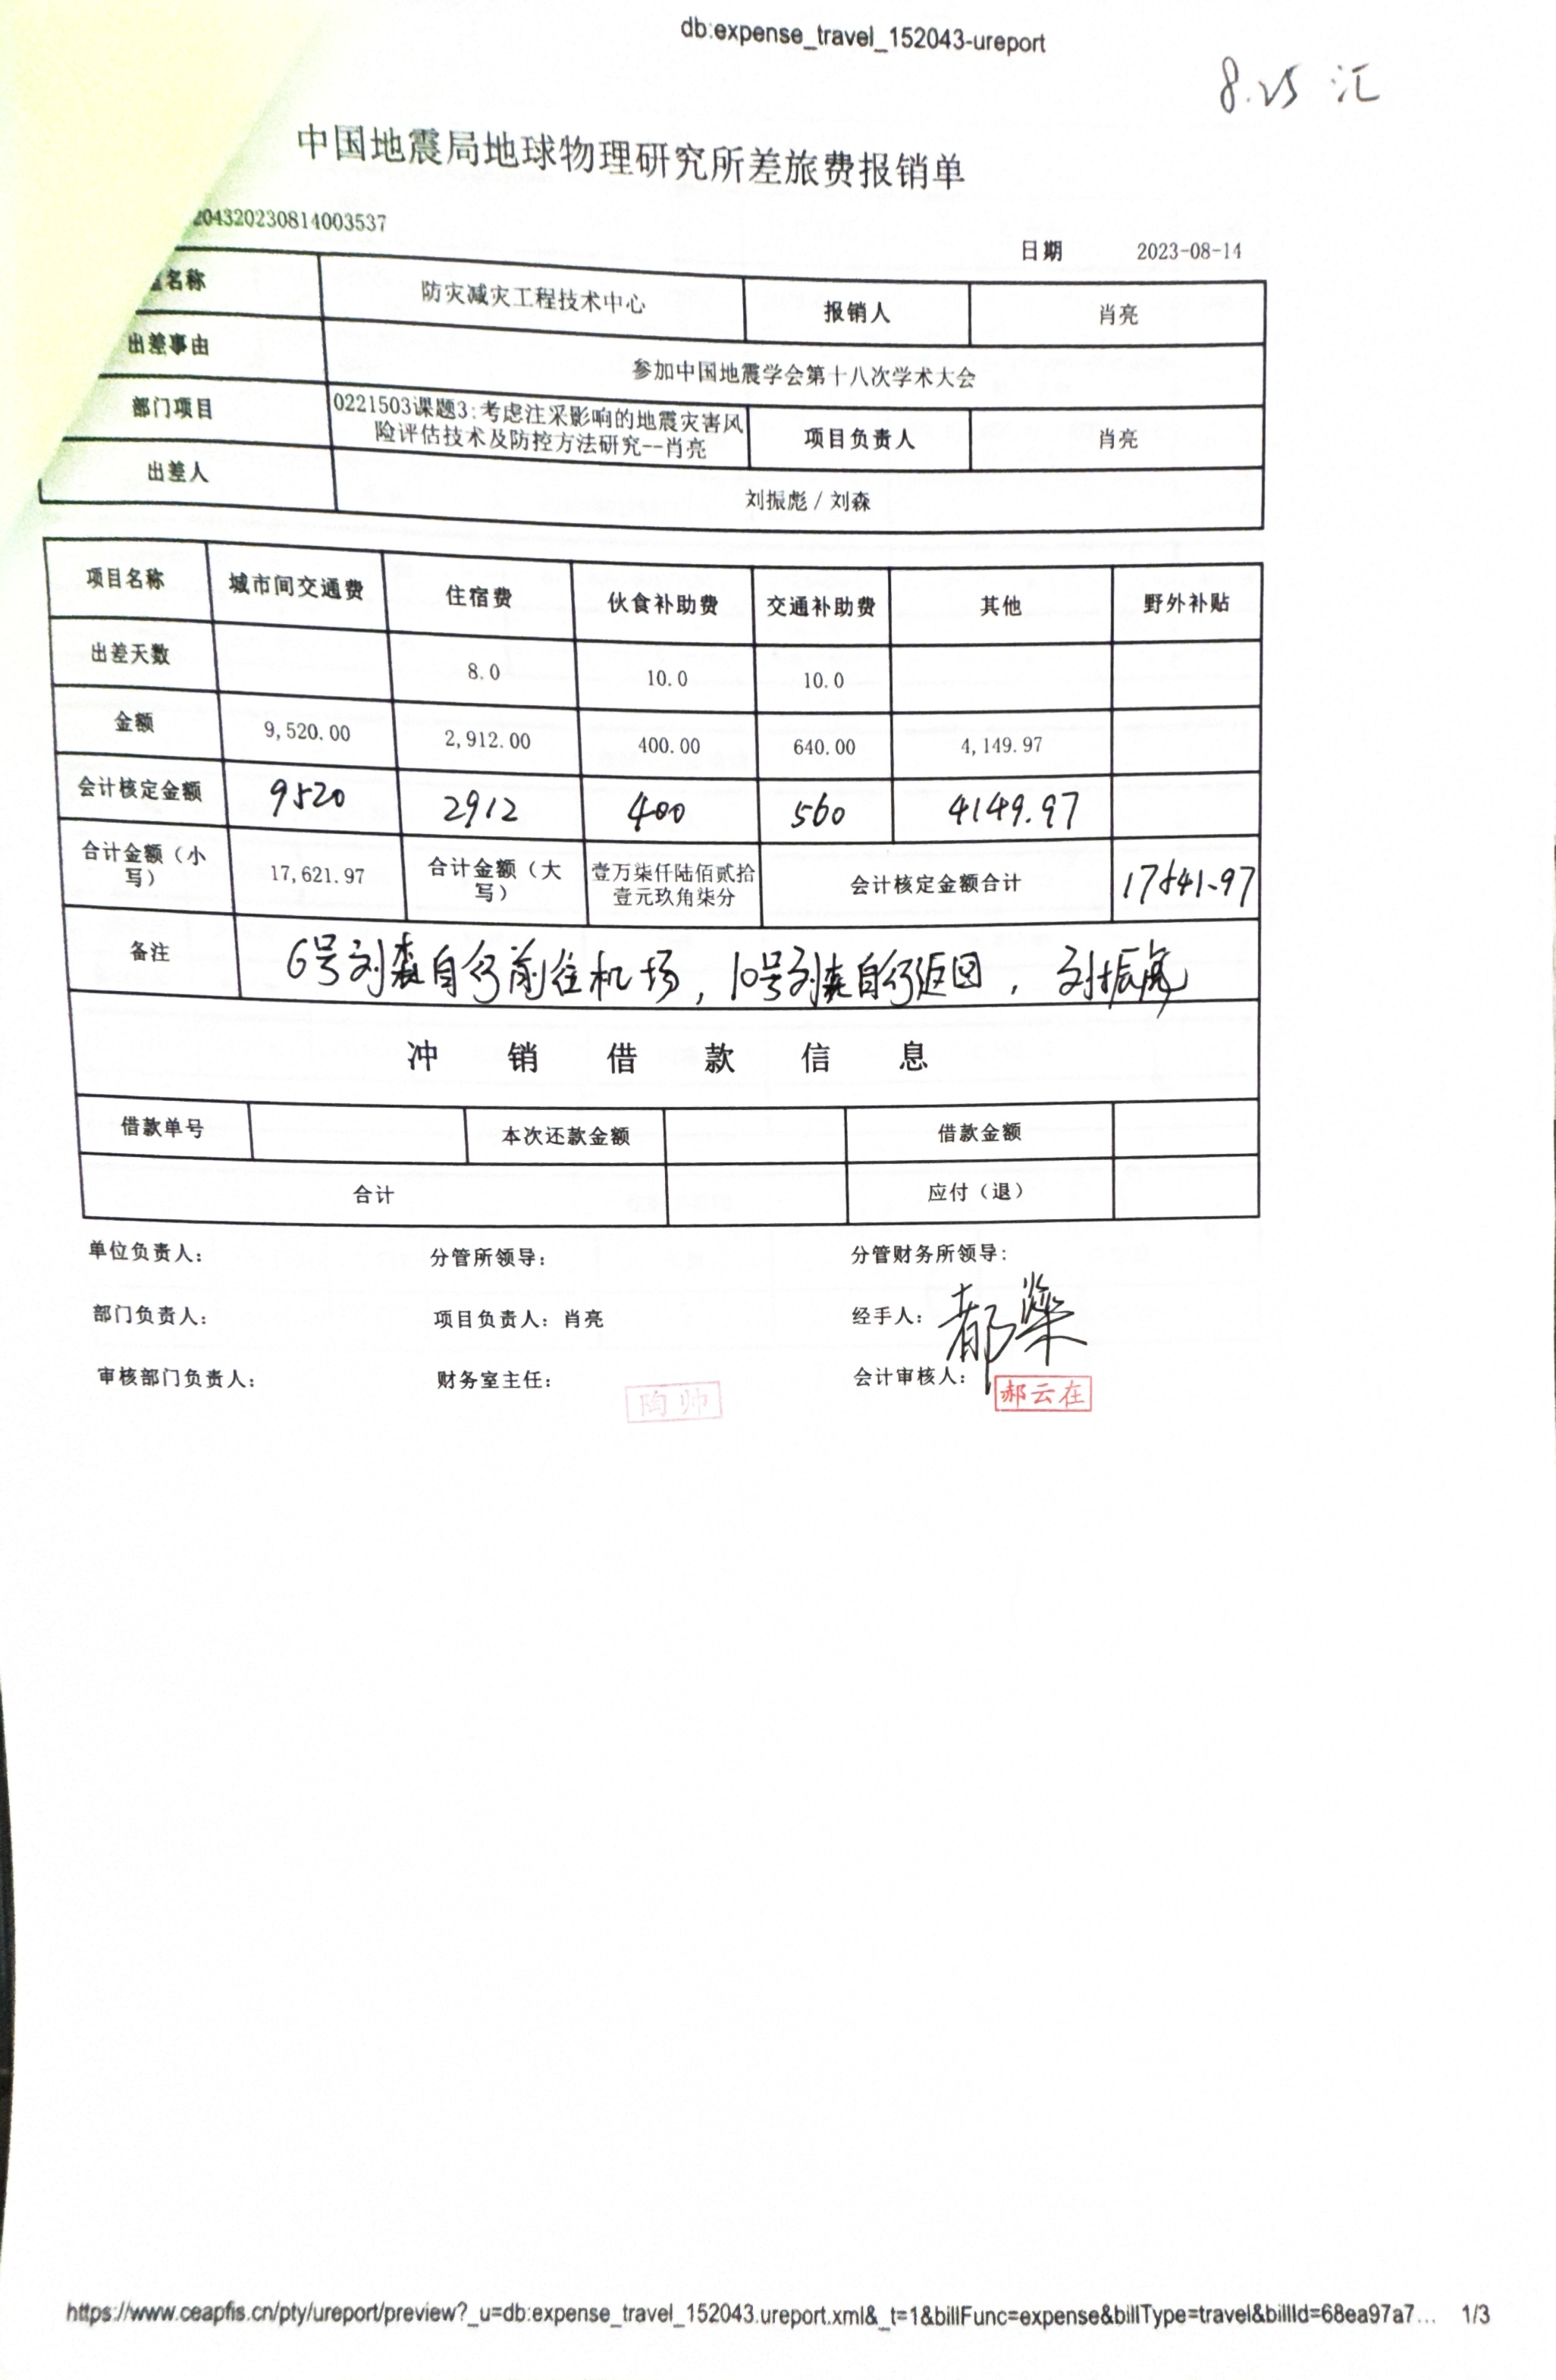 db:expense_travel_152043-ureport
8.25 汇
中国地震局地球物理研究所差旅费报销单
204320230814003537
日期 2023-08-14
名称 防灾减灾工程技术中心 报销人 肖亮
出差事由 参加中国地震学会第十八次学术大会
部门项目 0221503课题3:考虑注采影响的地震灾害风险评估技术及防控方法研究--肖亮 项目负责人 肖亮
出差人 刘振彪 / 刘森
项目名称 城市间交通费 住宿费 伙食补助费 交通补助费 其他 野外补贴
出差天数 8.0 10.0 10.0
金额 9,520.00 2,912.00 400.00 640.00 4,149.97
会计核定金额 9520 2912 400 560 4149.97
合计金额（小写） 17,621.97 合计金额（大写） 壹万柒仟陆佰贰拾壹元玖角柒分 会计核定金额合计 17541.97
备注 6号刘森自行前往机场，10号刘森自行返回， 刘振彪
冲 销 借 款 信 息
借款单号 本次还款金额 借款金额
合计 应付（退）
单位负责人： 分管所领导： 分管财务所领导：
部门负责人： 项目负责人：肖亮 经手人：
审核部门负责人： 财务室主任： 陶帅 会计审核人： 郝云在
https://www.ceapfis.cn/pty/ureport/preview?_u=db:expense_travel_152043.ureport.xml&_t=1&billFunc=expense&billType=travel&billId=68ea97a7... 1/3